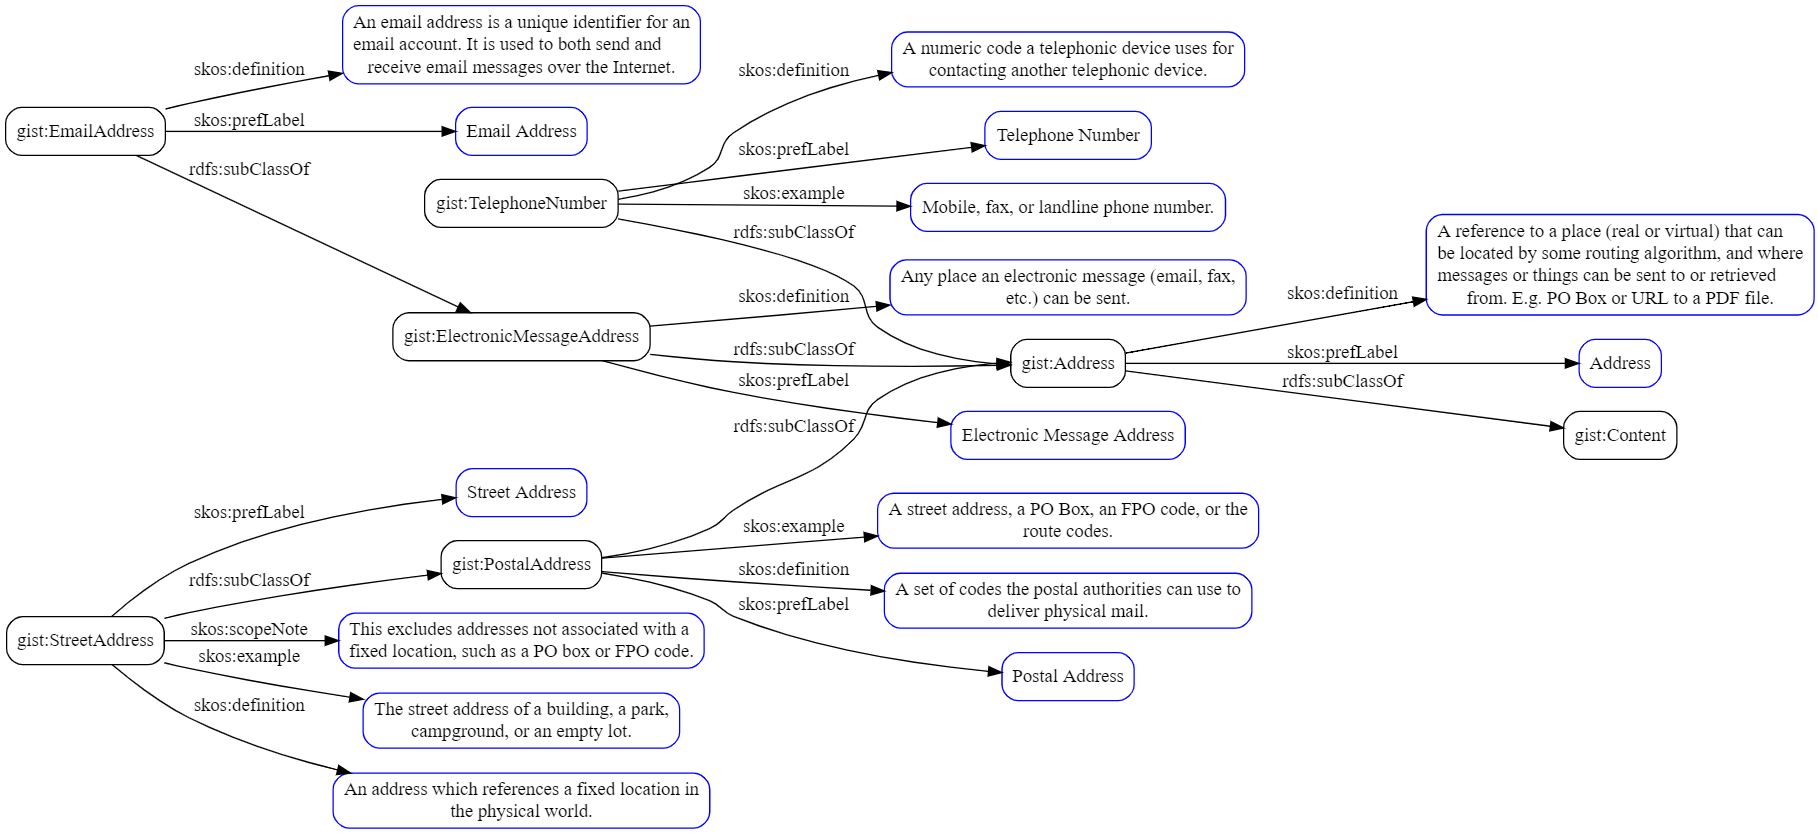 An email address is a unique identifier for an
email account. It is used to both send and
receive email messages over the Internet.
skos:definition
gist:EmailAddress
skos:prefLabel
Email Address
rdfs:subClassOf
A numeric code a telephonic device uses for
contacting another telephonic device.
skos:definition
Telephone Number
skos:prefLabel
gist:TelephoneNumber
skos:example
Mobile, fax, or landline phone number.
rdfs:subClassOf
Any place an electronic message (email, fax,
etc.) can be sent.
skos:definition
gist:ElectronicMessageAddress
rdfs:subClassOf
skos:prefLabel
Electronic Message Address
gist:Address
A reference to a place (real or virtual) that can
be located by some routing algorithm, and where
messages or things can be sent to or retrieved
from. E.g. PO Box or URL to a PDF file.
skos:definition
skos:prefLabel
Address
rdfs:subClassOf
gist:Content
rdfs:subClassOf
Street Address
skos:prefLabel
rdfs:subClassOf
gist:PostalAddress
skos:example
A street address, a PO Box, an FPO code, or the
route codes.
skos:definition
A set of codes the postal authorities can use to
deliver physical mail.
skos:prefLabel
Postal Address
gist:StreetAddress
skos:scopeNote
This excludes addresses not associated with a
fixed location, such as a PO box or FPO code.
skos:example
The street address of a building, a park,
campground, or an empty lot.
skos:definition
An address which references a fixed location in
the physical world.